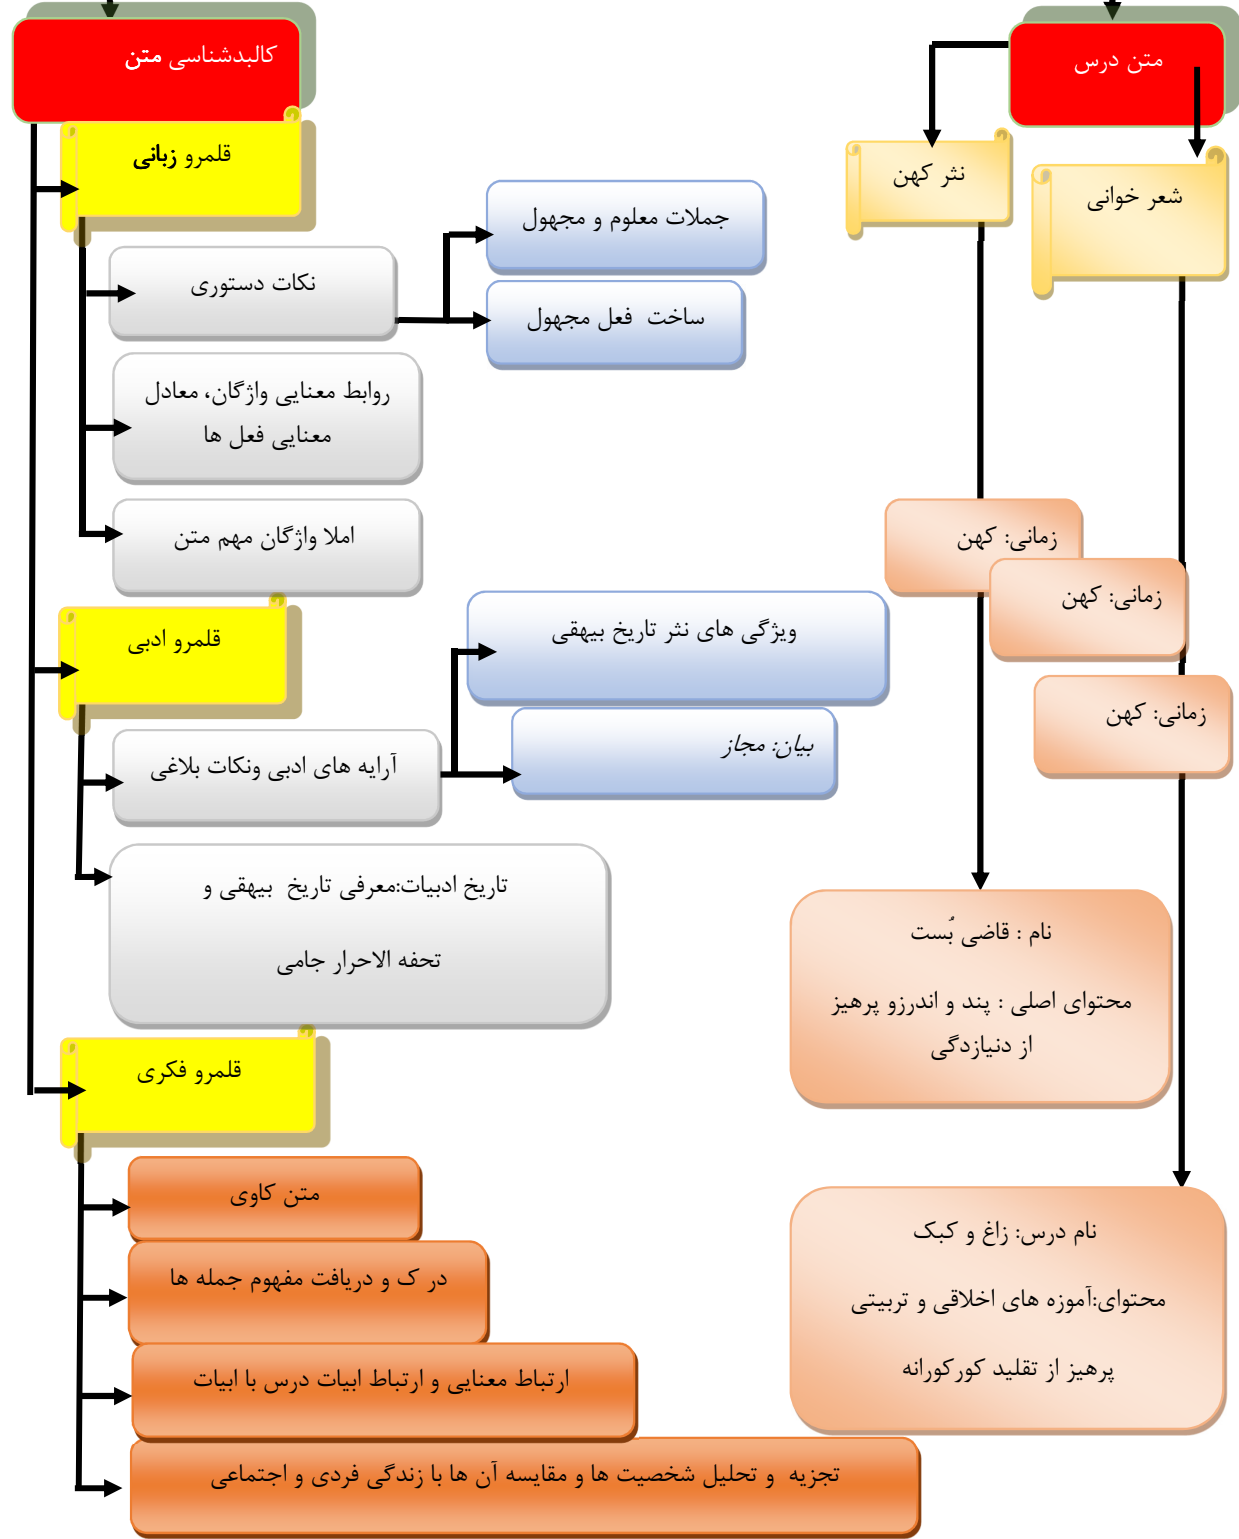 متن درس
نثر کهن
شعر خوانی
زمانی: کهن
زمانی: کهن
زمانی: کهن
نام : قاضی بُست
محتوای اصلی : پند و اندرزو پرهیز
از دنیازدگی
نام درس: زاغ و کبک
محتوای:آموزه های اخلاقی و تربیتی
پرهیز از تقلید کورکورانه
کالبدشناسی متن
قلمرو زبانی
نکات دستوری
جملات معلوم و مجهول
ساخت  فعل مجهول
روابط معنایی واژگان، معادل
معنایی فعل ها
املا واژگان مهم متن
قلمرو ادبی
آرایه های ادبی ونکات بلاغی
ویژگی های نثر تاریخ بیهقی
بیان: مجاز
تاریخ ادبیات:معرفی تاریخ  بیهقی و
تحفه الاحرار جامی
قلمرو فکری
متن کاوی
در ک و دریافت مفهوم جمله ها
ارتباط معنایی و ارتباط ابیات درس با ابیات
تجزیه  و تحلیل شخصیت ها و مقایسه آن ها با زندگی فردی و اجتماعی